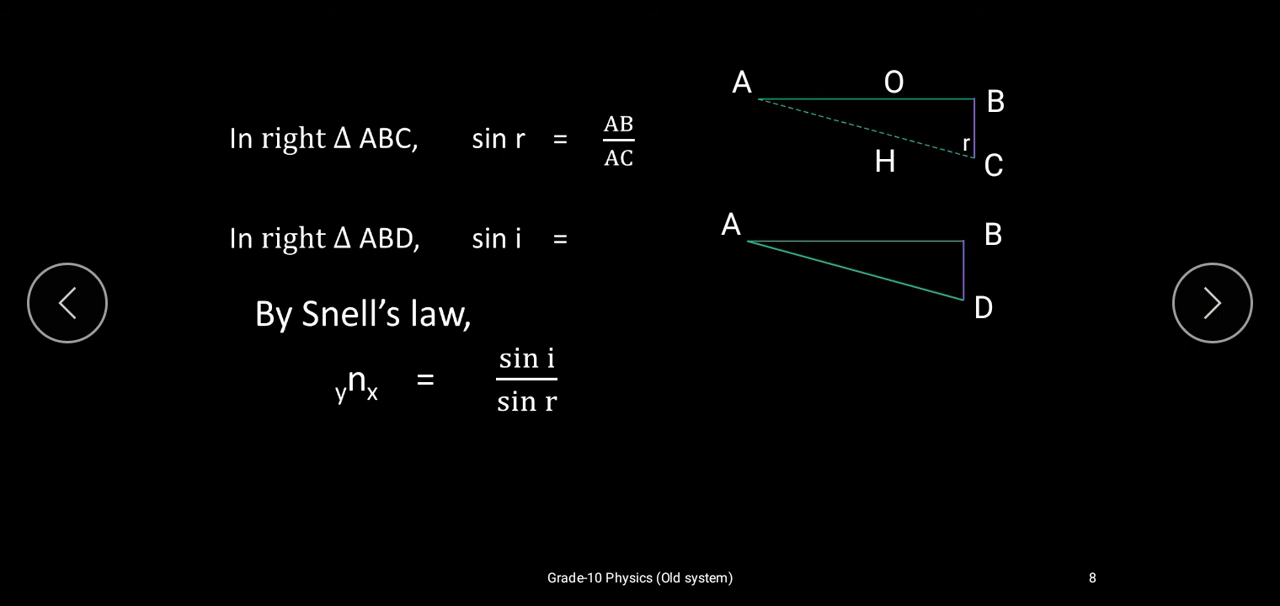 A O B
In right Δ ABC, sin r = AB/AC
r
H C
A B
In right Δ ABD, sin i =
D
By Snell’s law,
ynx = sin i/sin r
Grade-10 Physics (Old system) 8